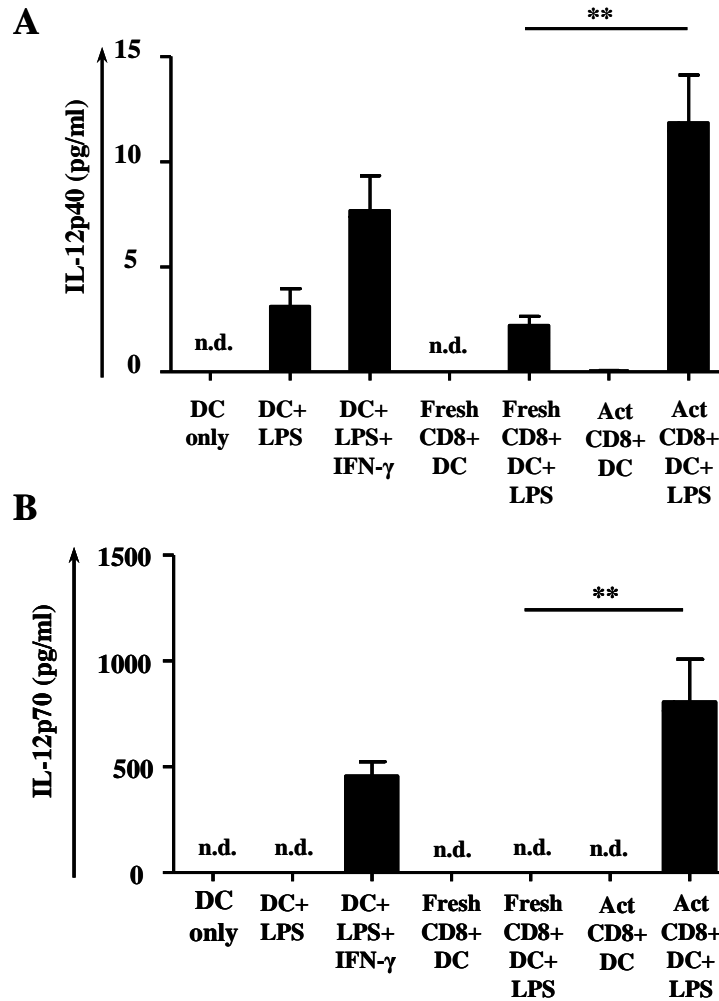 A
**
IL-12p40 (pg/ml)
15
10
5
0
n.d.
n.d.
DC
only
DC+
LPS
DC+
LPS+
IFN-γ
Fresh
CD8+
DC
Fresh
CD8+
DC+
LPS
Act
CD8+
DC
Act
CD8+
DC+
LPS
B
**
IL-12p70 (pg/ml)
1500
1000
500
0
n.d.
n.d.
n.d.
n.d.
n.d.
DC
only
DC+
LPS
DC+
LPS+
IFN-γ
Fresh
CD8+
DC
Fresh
CD8+
DC+
LPS
Act
CD8+
DC
Act
CD8+
DC+
LPS